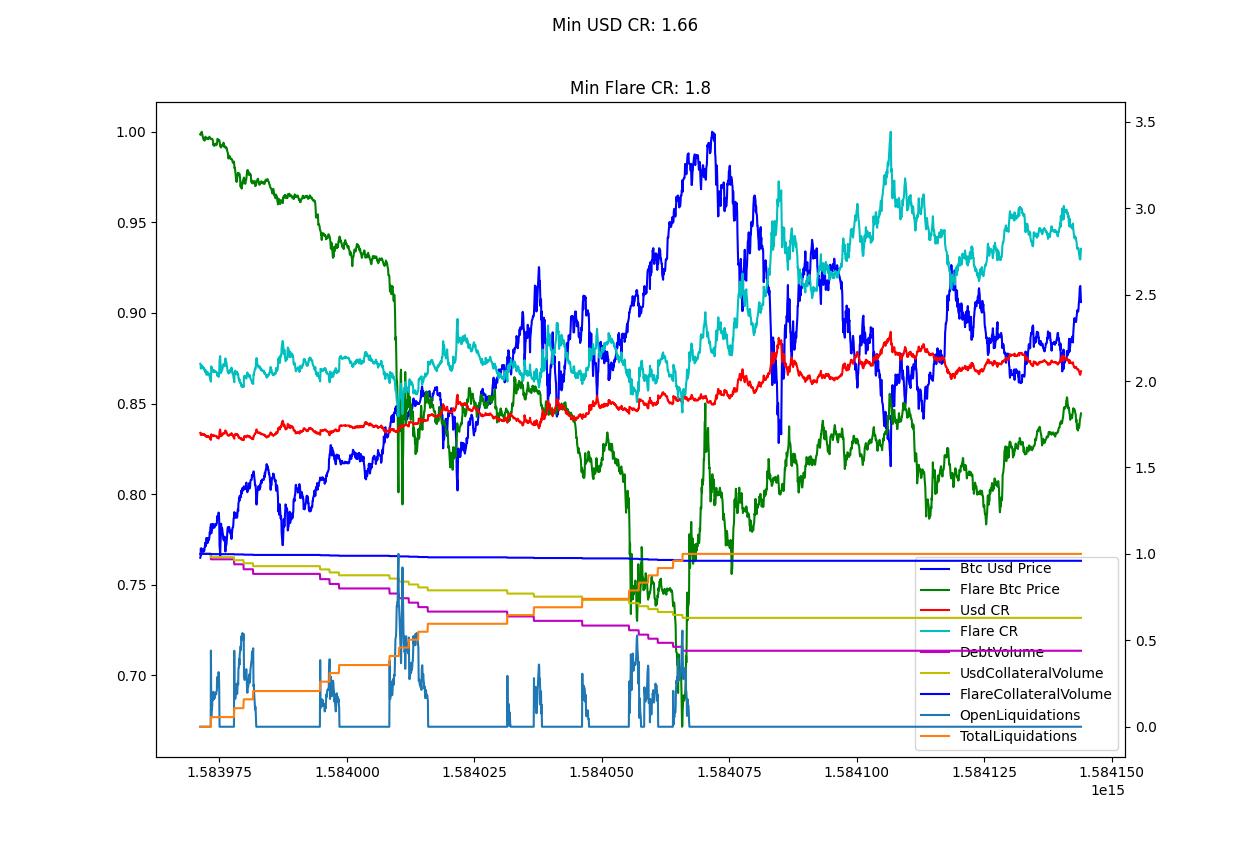 Min USD CR: 1.66
Min Flare CR: 1.8
1.00
0.95
0.90
0.85
0.80
0.75
0.70
3.5
3.0
2.5
2.0
1.5
1.0
0.5
0.0
Btc Usd Price
Flare Btc Price
Usd CR
Flare CR
DebtVolume
UsdCollateralVolume
FlareCollateralVolume
OpenLiquidations
TotalLiquidations
1.583975 1.584000 1.584025 1.584050 1.584075 1.584100 1.584125 1.584150
1e15